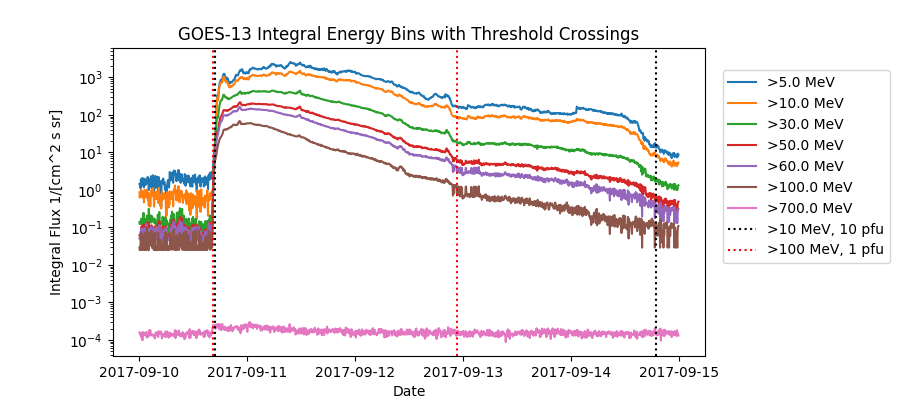 GOES-13 Integral Energy Bins with Threshold Crossings
Integral Flux 1/[cm^2 s sr]
10³
10²
10¹
10⁰
10⁻¹
10⁻²
10⁻³
10⁻⁴
2017-09-10
2017-09-11
2017-09-12
2017-09-13
2017-09-14
2017-09-15
Date
>5.0 MeV
>10.0 MeV
>30.0 MeV
>50.0 MeV
>60.0 MeV
>100.0 MeV
>700.0 MeV
>10 MeV, 10 pfu
>100 MeV, 1 pfu